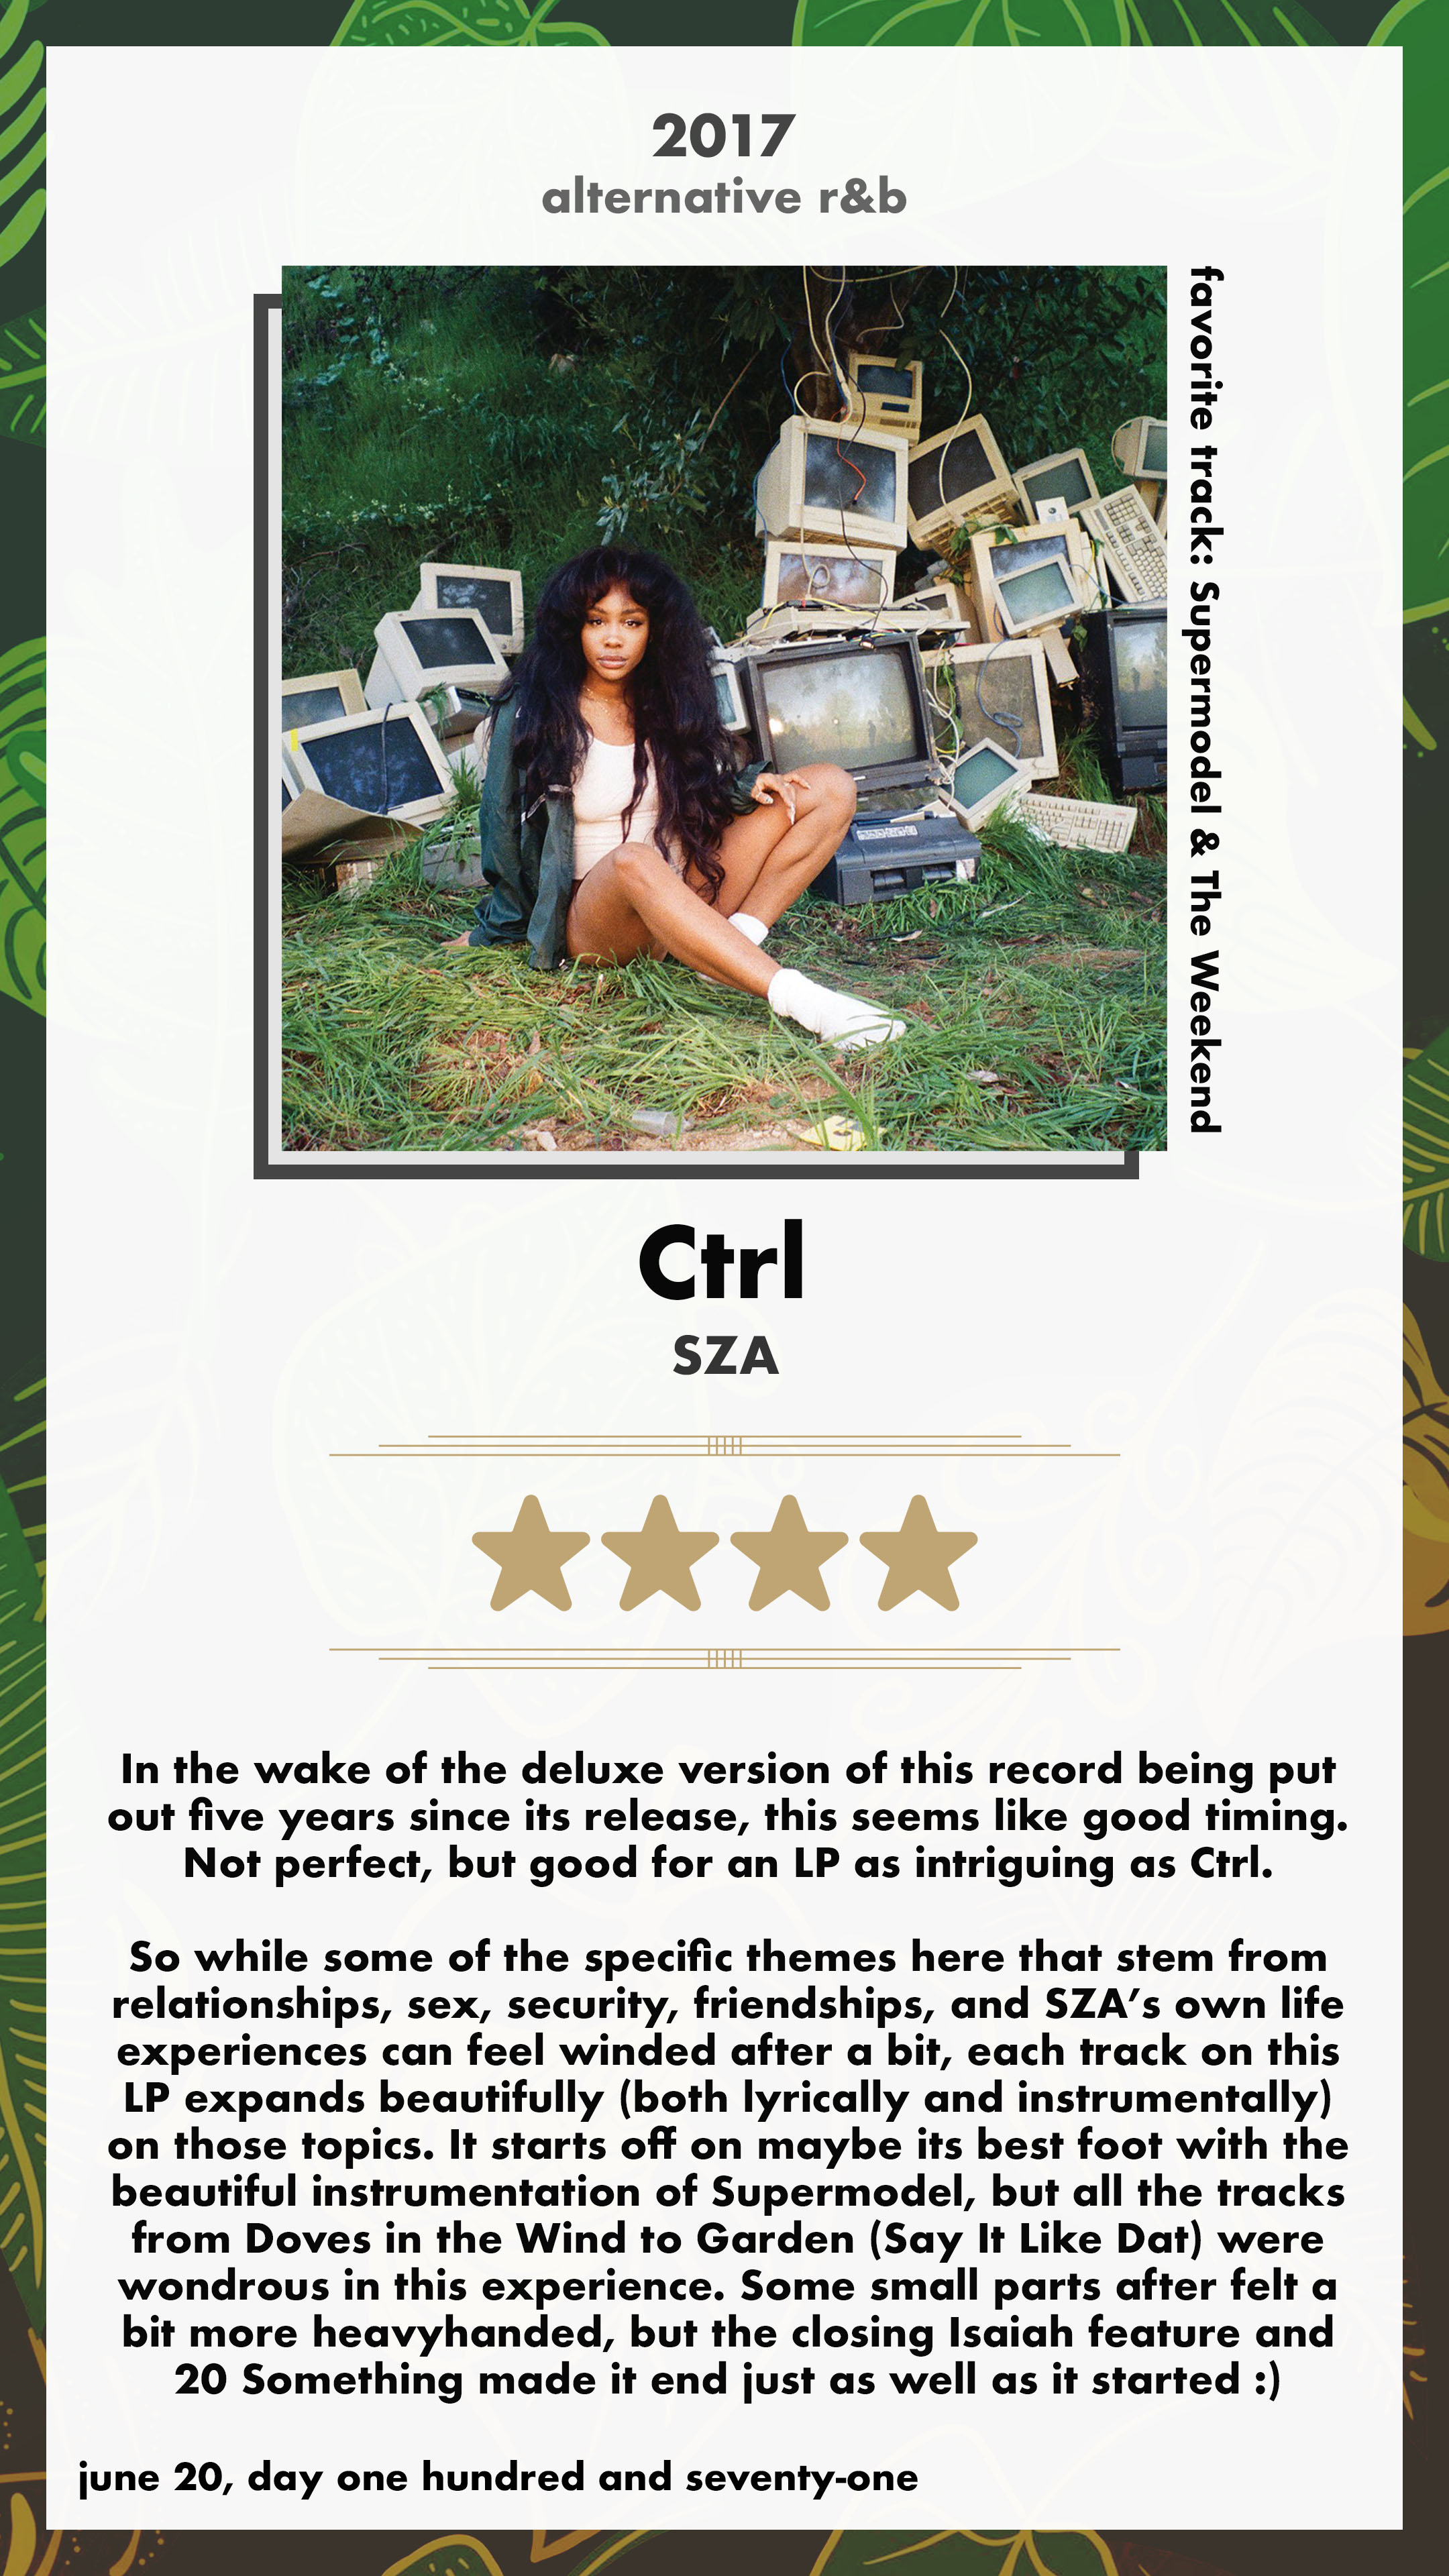 2017
alternative r&b
favorite track: Supermodel & The Weekend
Ctrl
SZA
In the wake of the deluxe version of this record being put
out five years since its release, this seems like good timing.
Not perfect, but good for an LP as intriguing as Ctrl.
So while some of the specific themes here that stem from
relationships, sex, security, friendships, and SZA’s own life
experiences can feel winded after a bit, each track on this
LP expands beautifully (both lyrically and instrumentally)
on those topics. It starts off on maybe its best foot with the
beautiful instrumentation of Supermodel, but all the tracks
from Doves in the Wind to Garden (Say It Like Dat) were
wondrous in this experience. Some small parts after felt a
bit more heavyhanded, but the closing Isaiah feature and
20 Something made it end just as well as it started :)
june 20, day one hundred and seventy-one